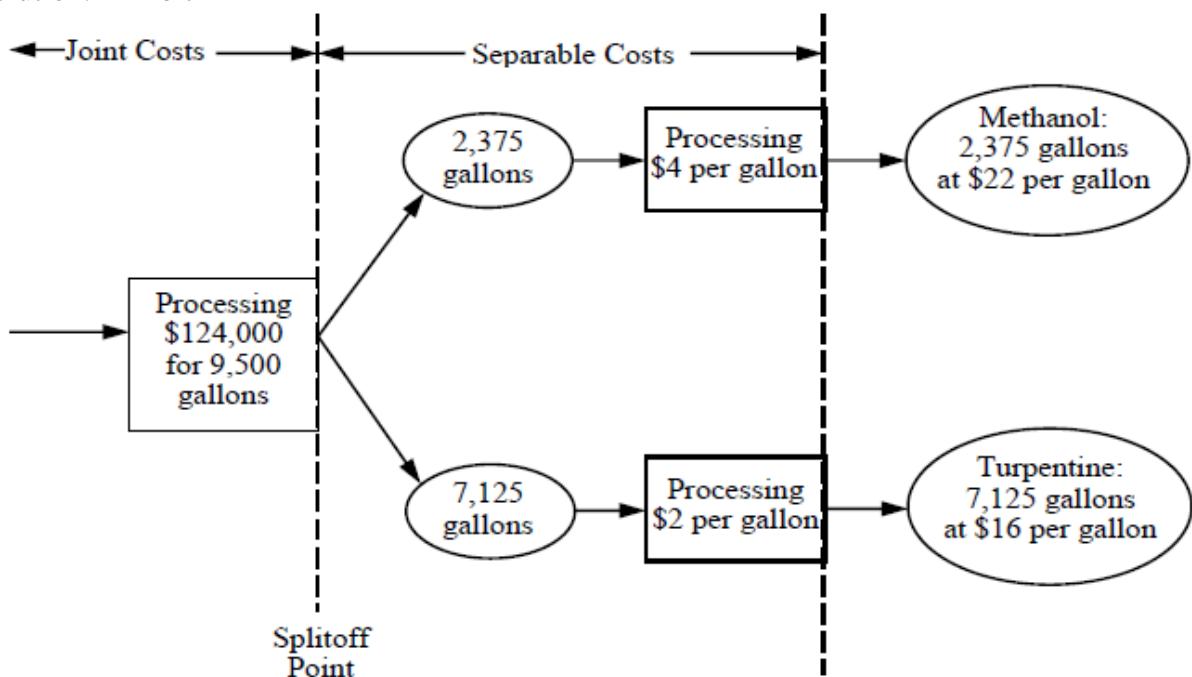 Joint Costs
Separable Costs
2,375
gallons
Processing
$4 per gallon
Methanol:
2,375 gallons
at $22 per gallon
Processing
$124,000
for 9,500
gallons
7,125
gallons
Processing
$2 per gallon
Turpentine:
7,125 gallons
at $16 per gallon
Splitoff
Point